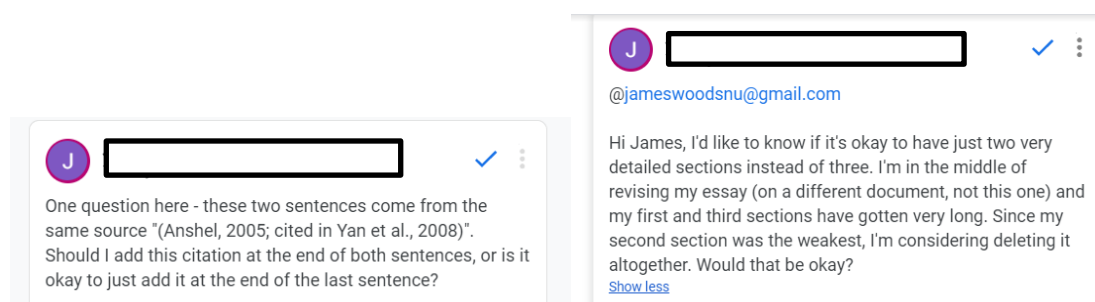 J
One question here - these two sentences come from the
same source "(Anshel, 2005; cited in Yan et al., 2008)".
Should I add this citation at the end of both sentences, or is it
okay to just add it at the end of the last sentence?
J
@jameswoodsnu@gmail.com
Hi James, I'd like to know if it's okay to have just two very
detailed sections instead of three. I'm in the middle of
revising my essay (on a different document, not this one) and
my first and third sections have gotten very long. Since my
second section was the weakest, I'm considering deleting it
altogether. Would that be okay?
Show less